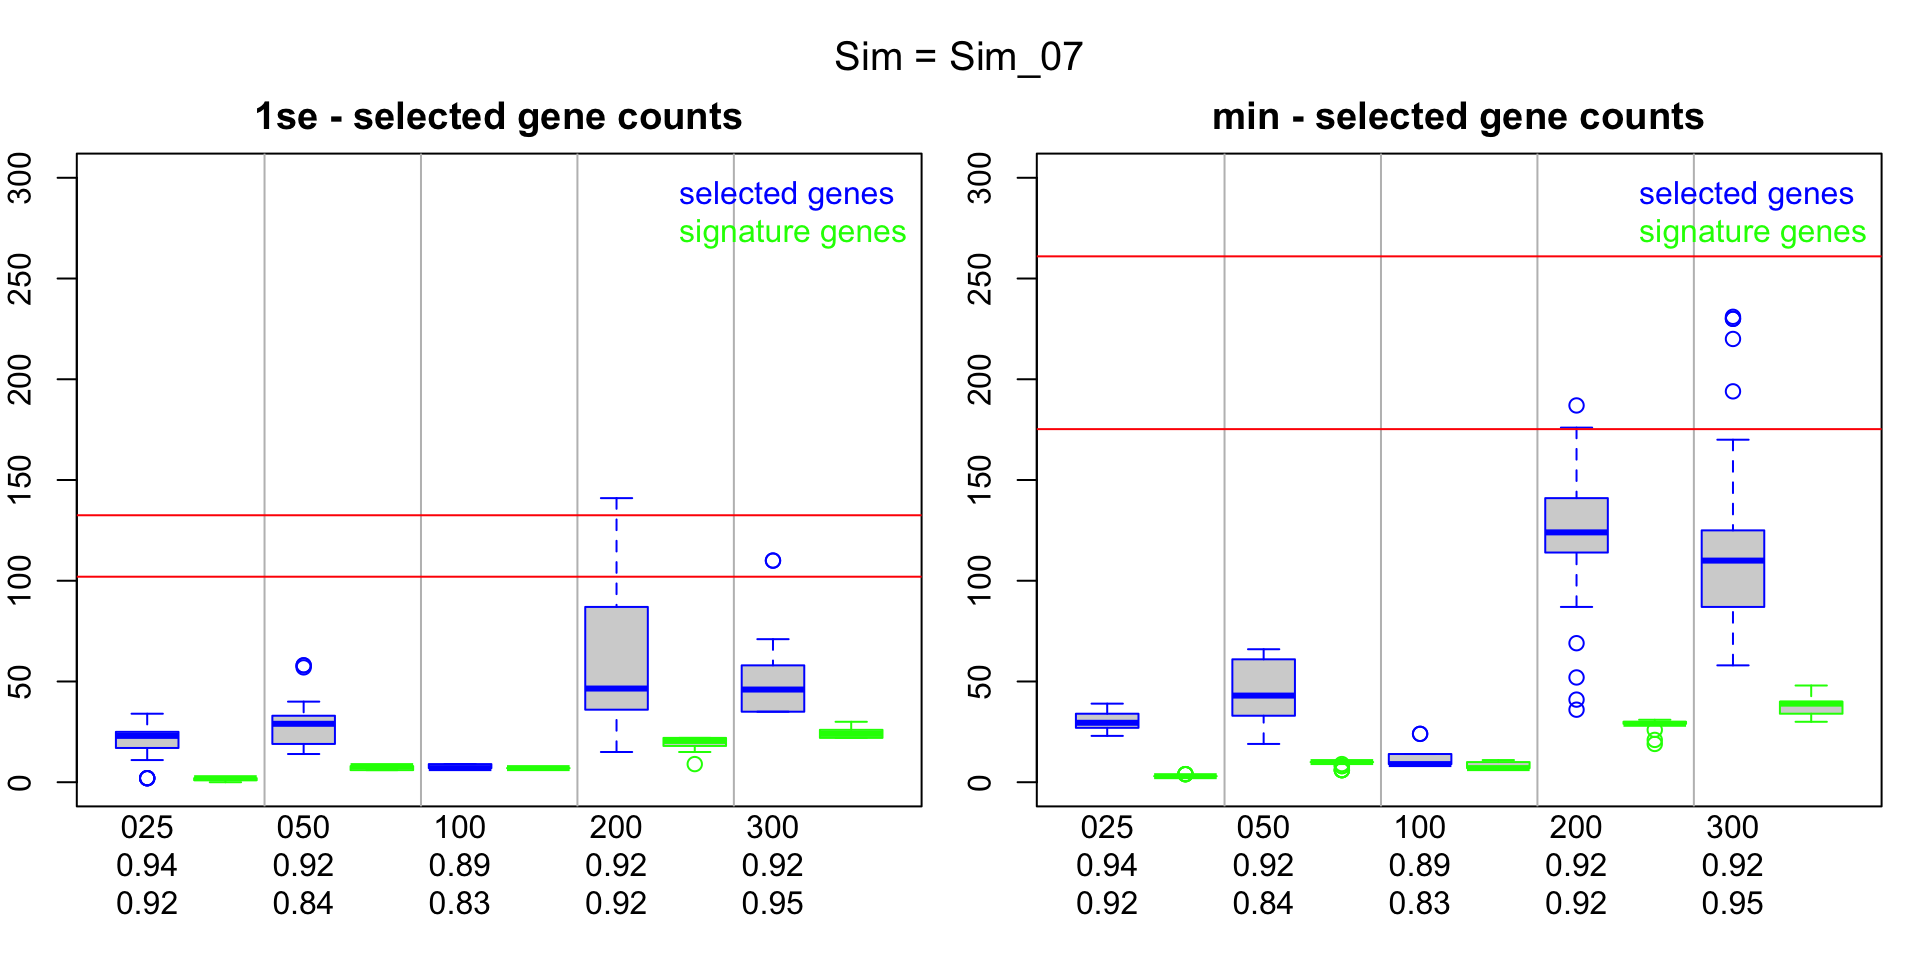 Sim = Sim_07
1se - selected gene counts
300
250
200
150
100
50
0
selected genes
signature genes
025 050 100 200 300
0.94 0.92 0.89 0.92 0.92
0.92 0.84 0.83 0.92 0.95
min - selected gene counts
300
250
200
150
100
50
0
selected genes
signature genes
025 050 100 200 300
0.94 0.92 0.89 0.92 0.92
0.92 0.84 0.83 0.92 0.95